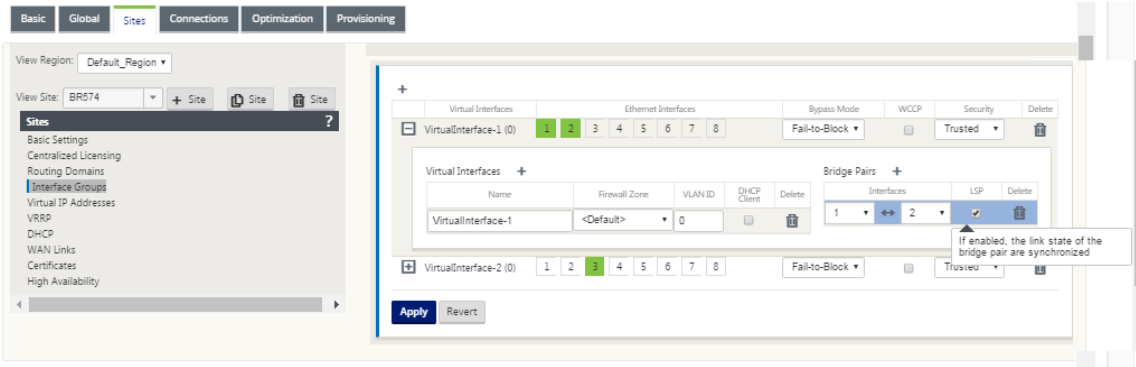 Basic Global Sites Connections Optimization Provisioning
View Region: Default_Region
View Site: BR574 + Site Site Site
Sites ?
Basic Settings
Centralized Licensing
Routing Domains
Interface Groups
Virtual IP Addresses
VRRP
DHCP
WAN Links
Certificates
High Availability
+
Virtual Interfaces Ethernet Interfaces Bypass Mode WCCP Security Delete
VirtualInterface-1 (0) 1 2 3 4 5 6 7 8 Fail-to-Block Trusted
Virtual Interfaces + Bridge Pairs +
Name Firewall Zone VLAN ID DHCP Client Delete Interfaces LSP Delete
VirtualInterface-1 <Default> 0 1 2
If enabled, the link state of the
bridge pair are synchronized
VirtualInterface-2 (0) 1 2 3 4 5 6 7 8 Fail-to-Block Trusted
Apply Revert